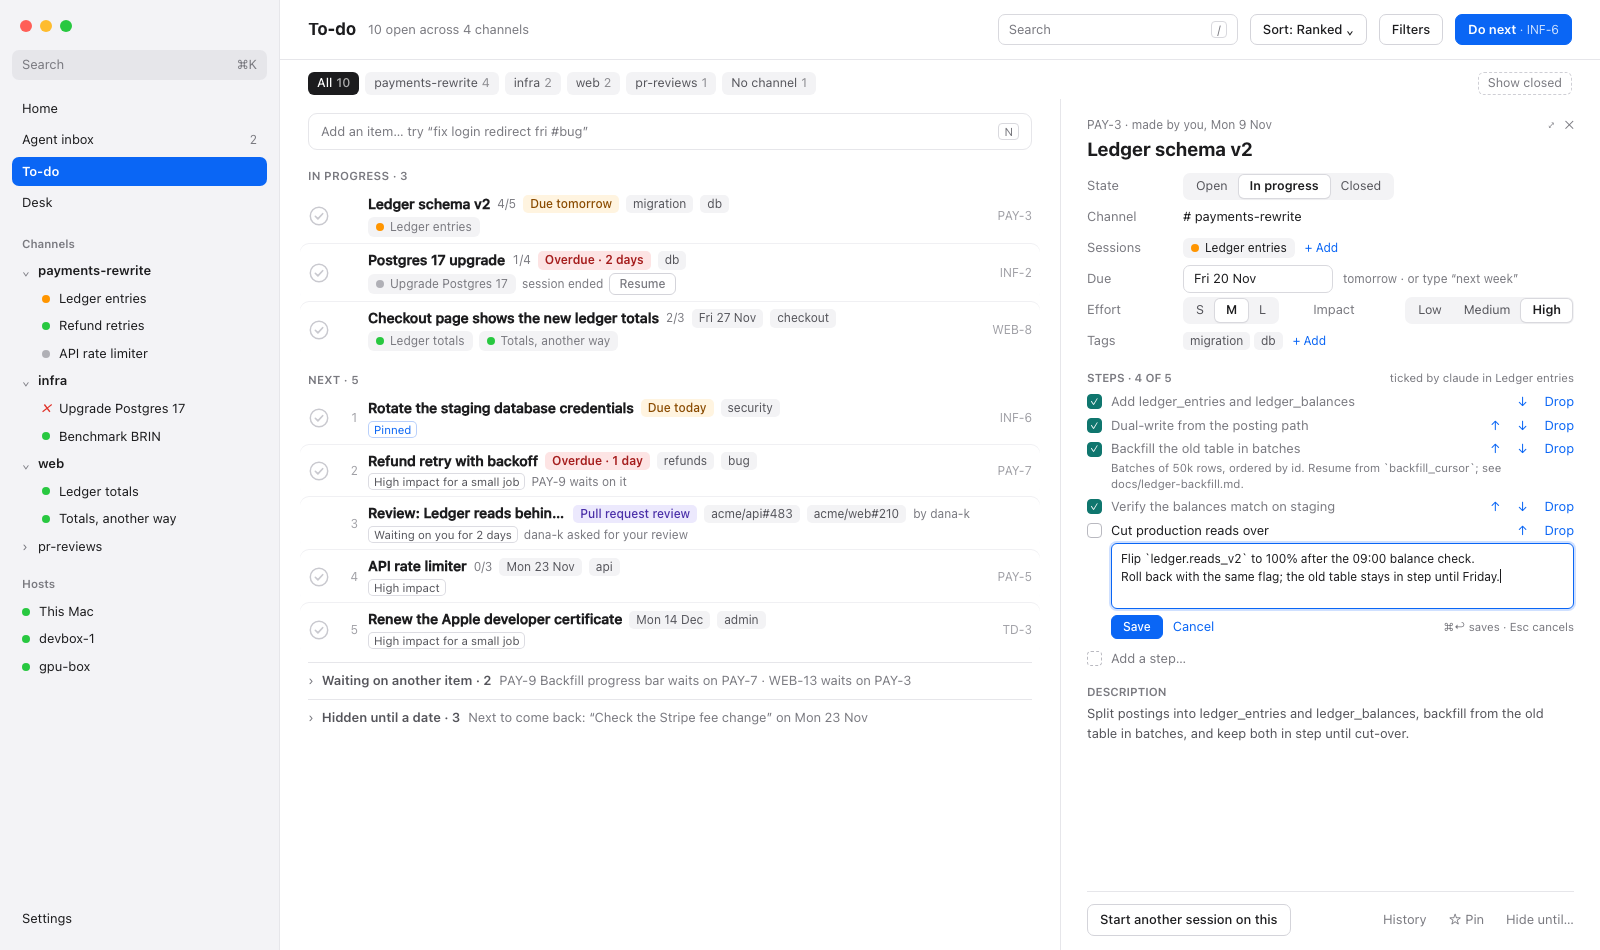 Search ⌘K
Home
Agent inbox 2
To-do
Desk
Channels
payments-rewrite
Ledger entries
Refund retries
API rate limiter
infra
Upgrade Postgres 17
Benchmark BRIN
web
Ledger totals
Totals, another way
pr-reviews
Hosts
This Mac
devbox-1
gpu-box
Settings
To-do 10 open across 4 channels
Search /
Sort: Ranked
Filters
Do next · INF-6
All 10
payments-rewrite 4
infra 2
web 2
pr-reviews 1
No channel 1
Show closed
Add an item… try “fix login redirect fri #bug” N
IN PROGRESS · 3
Ledger schema v2 4/5 Due tomorrow migration db
Ledger entries
PAY-3
Postgres 17 upgrade 1/4 Overdue · 2 days db
Upgrade Postgres 17 session ended Resume
INF-2
Checkout page shows the new ledger totals 2/3 Fri 27 Nov checkout
Ledger totals Totals, another way
WEB-8
NEXT · 5
1 Rotate the staging database credentials Due today security
Pinned
INF-6
2 Refund retry with backoff Overdue · 1 day refunds bug
High impact for a small job PAY-9 waits on it
PAY-7
3 Review: Ledger reads behin… Pull request review acme/api#483 acme/web#210 by dana-k
Waiting on you for 2 days dana-k asked for your review
4 API rate limiter 0/3 Mon 23 Nov api
High impact
PAY-5
5 Renew the Apple developer certificate Mon 14 Dec admin
High impact for a small job
TD-3
Waiting on another item · 2 PAY-9 Backfill progress bar waits on PAY-7 · WEB-13 waits on PAY-3
Hidden until a date · 3 Next to come back: “Check the Stripe fee change” on Mon 23 Nov
PAY-3 · made by you, Mon 9 Nov
Ledger schema v2
State Open In progress Closed
Channel # payments-rewrite
Sessions Ledger entries + Add
Due Fri 20 Nov tomorrow · or type “next week”
Effort S M L Impact Low Medium High
Tags migration db + Add
STEPS · 4 OF 5 ticked by claude in Ledger entries
Add ledger_entries and ledger_balances ↓ Drop
Dual-write from the posting path ↑ ↓ Drop
Backfill the old table in batches ↑ ↓ Drop
Batches of 50k rows, ordered by id. Resume from `backfill_cursor`; see
docs/ledger-backfill.md.
Verify the balances match on staging ↑ ↓ Drop
Cut production reads over ↑ Drop
Flip `ledger.reads_v2` to 100% after the 09:00 balance check.
Roll back with the same flag; the old table stays in step until Friday.
Save Cancel ⌘↩ saves · Esc cancels
Add a step…
DESCRIPTION
Split postings into ledger_entries and ledger_balances, backfill from the old
table in batches, and keep both in step until cut-over.
Start another session on this History ☆ Pin Hide until…